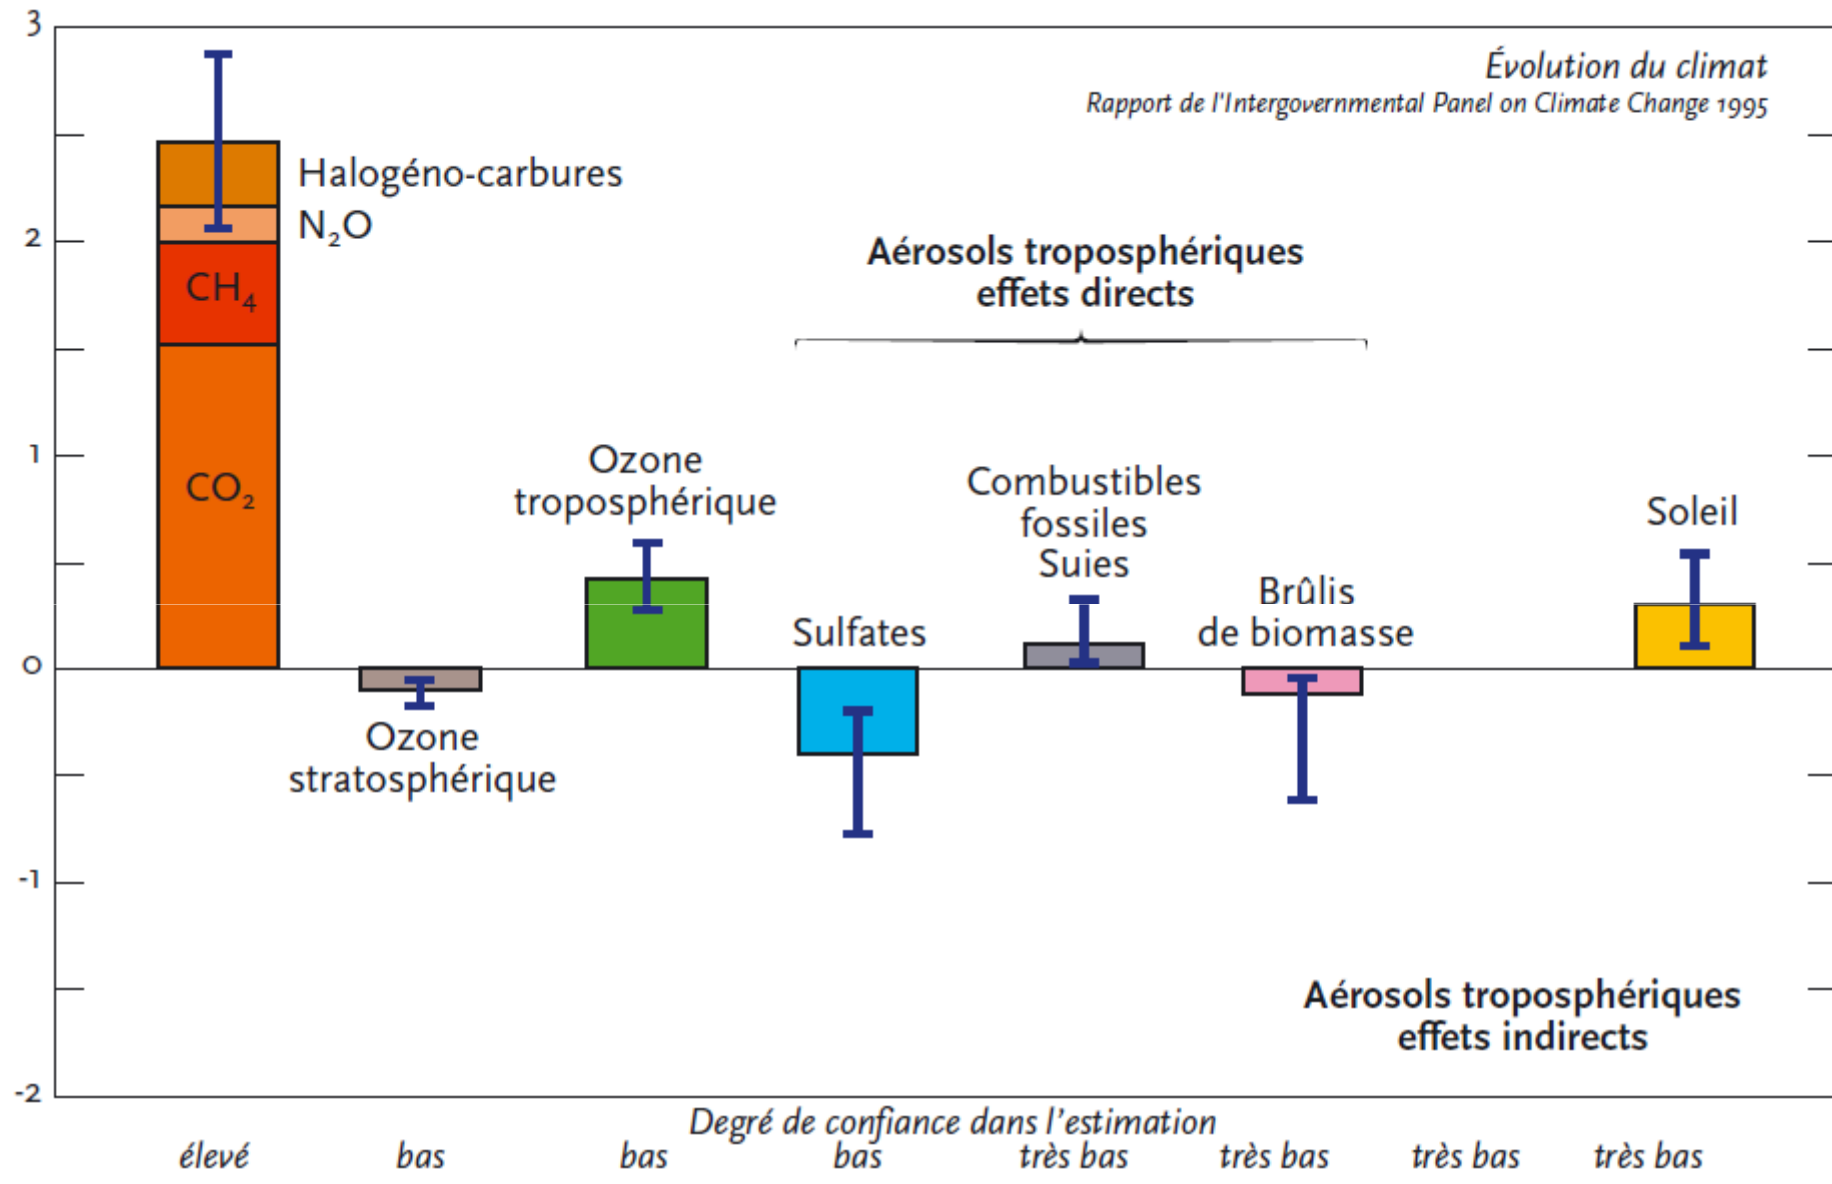 3
Évolution du climat
Rapport de l'Intergovernmental Panel on Climate Change 1995
Halogéno-carbures
N₂O
2
Aérosols troposphériques
effets directs
CH₄
1
Ozone
troposphérique
Combustibles
fossiles
Suies
CO₂
Soleil
Brûlis
de biomasse
Sulfates
0
Ozone
stratosphérique
-1
Aérosols troposphériques
effets indirects
-2
Degré de confiance dans l'estimation
élevé bas bas bas très bas très bas très bas très bas